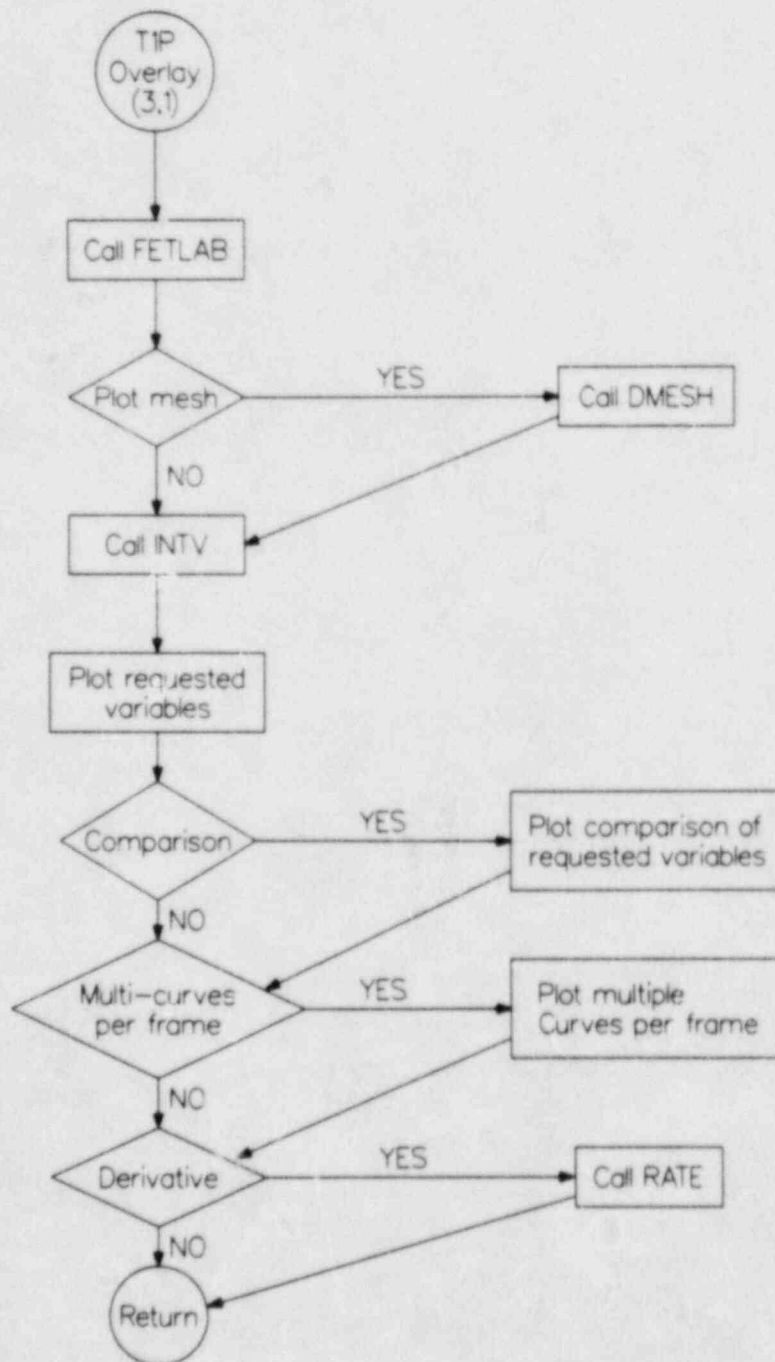 T1P
Overlay
(3,1)
Call FETLAB
Plot mesh
YES
Call DMESH
NO
Call INTV
Plot requested
variables
Comparison
YES
Plot comparison of
requested variables
NO
Multi-curves
per frame
YES
Plot multiple
Curves per frame
NO
Derivative
YES
Call RATE
NO
Return